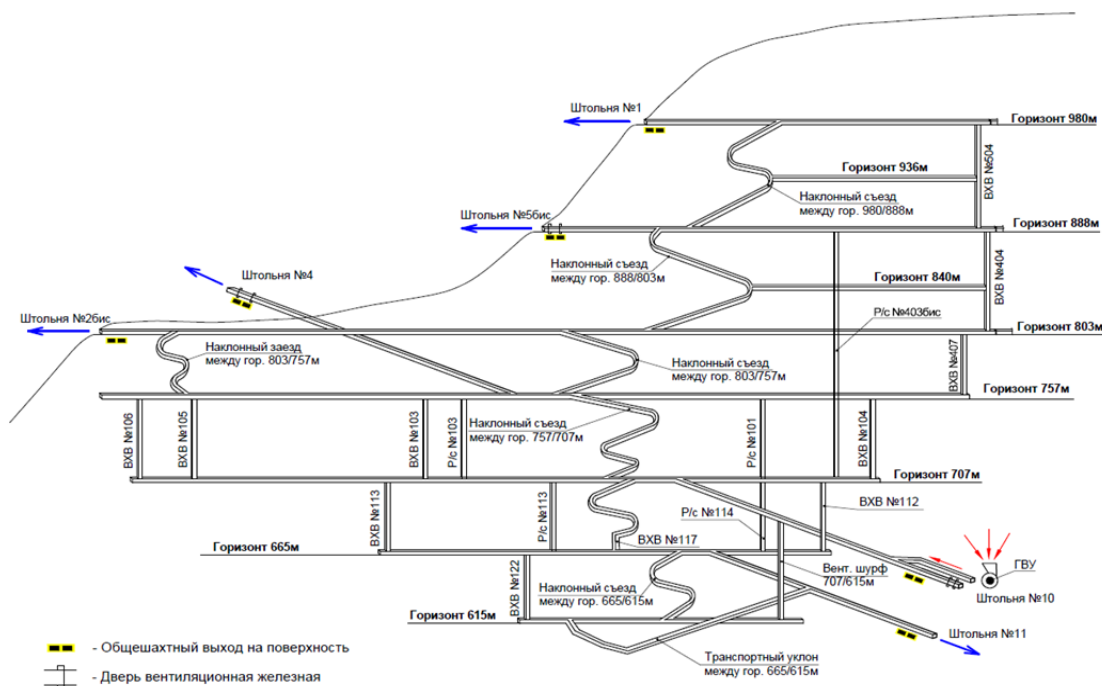 Штольня №1
Горизонт 980м
Горизонт 936м
ВХВ №504
Наклонный съезд
между гор. 980/888м
Штольня №5бис
Горизонт 888м
Наклонный съезд
между гор. 888/803м
Горизонт 840м
ВХВ №404
Штольня №4
Р/с №403бис
Штольня №2бис
Горизонт 803м
Наклонный заезд
между гор. 803/757м
Наклонный съезд
между гор. 803/757м
ВХВ №407
Горизонт 757м
ВХВ №106
ВХВ №105
ВХВ №103
Р/с №103
Наклонный съезд
между гор. 757/707м
Р/с №101
ВХВ №104
Горизонт 707м
ВХВ №113
Р/с №113
Р/с №114
ВХВ №112
Горизонт 665м
ВХВ №117
Вент. шурф
707/615м
ГВУ
Штольня №10
ВХВ №122
Наклонный съезд
между гор. 665/615м
Горизонт 615м
Штольня №11
Транспортный уклон
между гор. 665/615м
- Общешахтный выход на поверхность
- Дверь вентиляционная железная